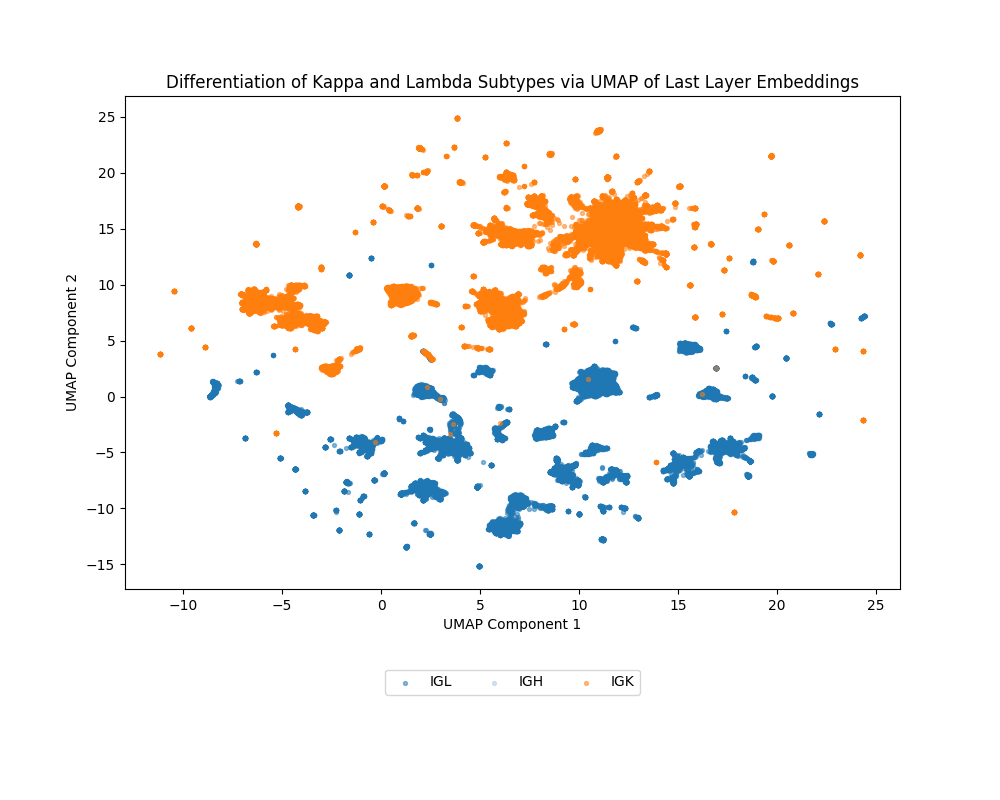 Differentiation of Kappa and Lambda Subtypes via UMAP of Last Layer Embeddings
25
20
15
10
5
0
−5
−10
−15
UMAP Component 2
−10 −5 0 5 10 15 20 25
UMAP Component 1
IGL IGH IGK